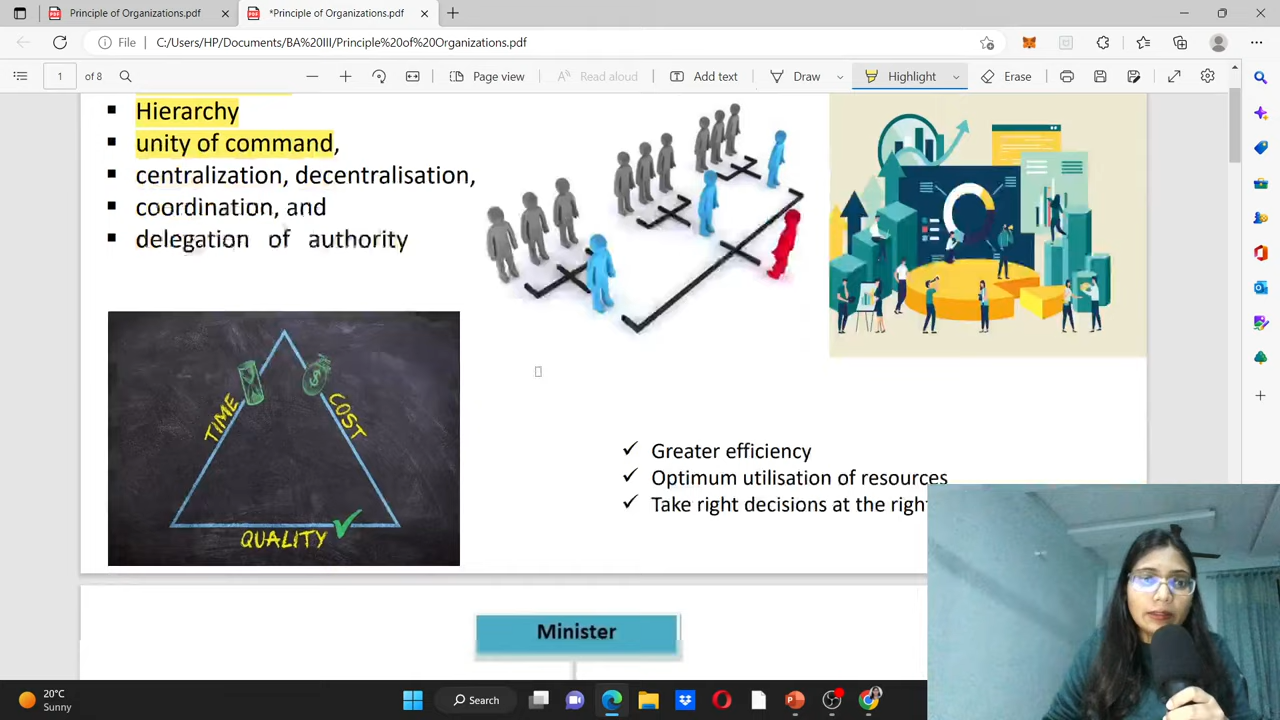 Principle of Organizations.pdf
*Principle of Organizations.pdf
File
C:/Users/HP/Documents/BA%20III/Principle%20of%20Organizations.pdf
1 of 8
Page view
Read aloud
Add text
Draw
Highlight
Erase
Hierarchy
unity of command,
centralization, decentralisation,
coordination, and
delegation of authority
TIME
COST
QUALITY
Greater efficiency
Optimum utilisation of resources
Take right decisions at the right
Minister
20°C
Sunny
Search